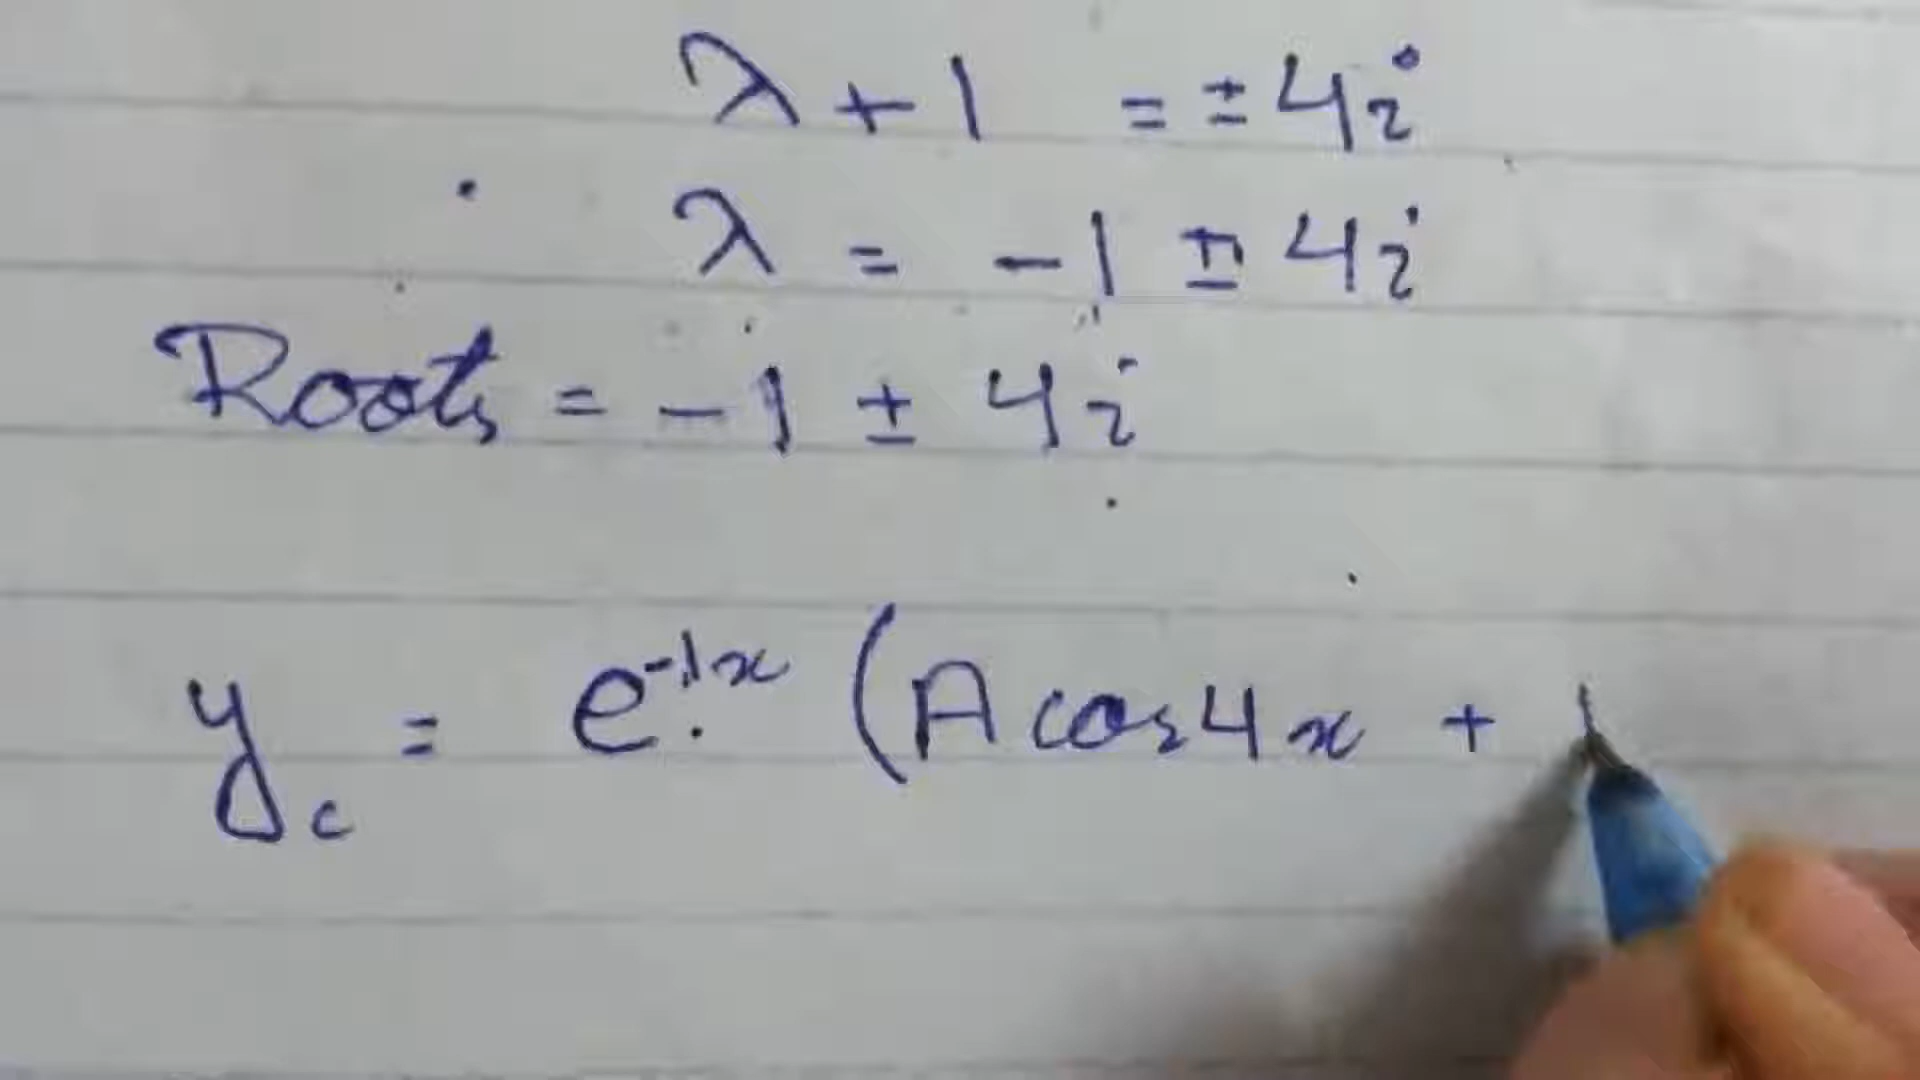 λ + 1 = ± 4i
λ = -1 ± 4i
Roots = -1 ± 4i
y_c = e^{-1x} (A cos 4x +